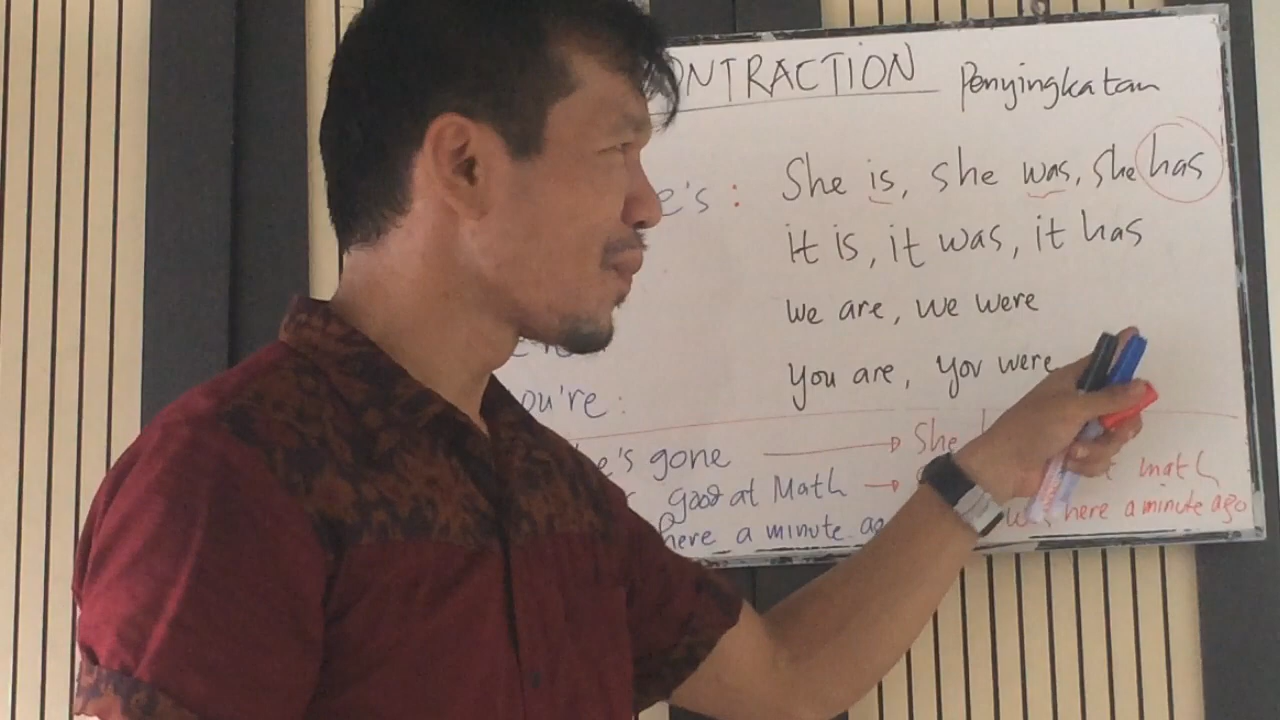 ONTRACTION Penyingkatan
e's : She is, she was, she has
it is, it was, it has
we are, we were
ou're: you are, you were
e's gone → She
good at Math → math
here a minute ago here a minute ago